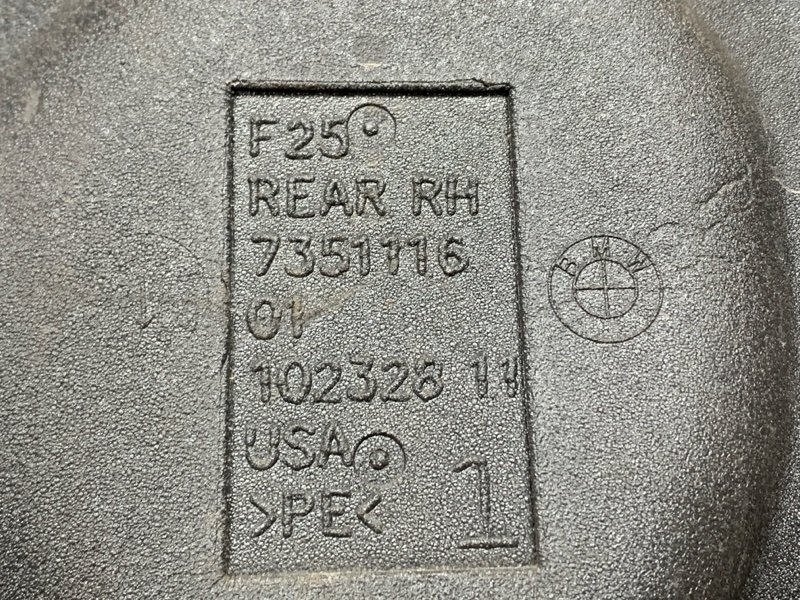 F25
REAR RH
7351116
01
102328 11
USA
>PE<
1
BMW